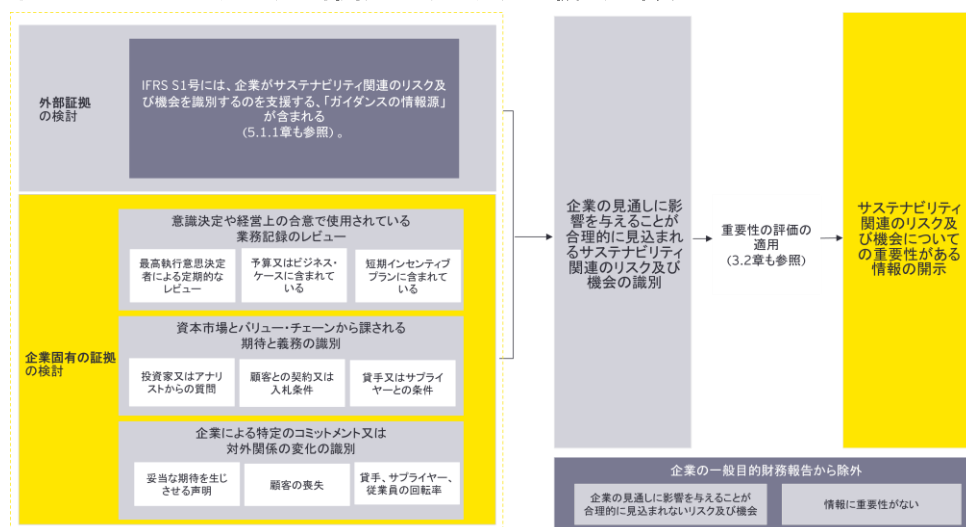 外部証拠
の検討
IFRS S1号には、企業がサステナビリティ関連のリスク及
び機会を識別するのを支援する、「ガイダンスの情報源」
が含まれる
(5.1.1章も参照) 。
企業固有の証拠
の検討
意識決定や経営上の合意で使用されている
業務記録のレビュー
最高執行意思決定
者による定期的な
レビュー
予算又はビジネス・
ケースに含まれて
いる
短期インセンティブ
プランに含まれて
いる
資本市場とバリュー・チェーンから課される
期待と義務の識別
投資家又はアナリ
ストからの質問
顧客との契約又は
入札条件
貸手又はサプライ
ヤーとの条件
企業による特定のコミットメント又は
対外関係の変化の識別
妥当な期待を生じ
させる声明
顧客の喪失
貸手、サプライヤー、
従業員の回転率
企業の見通しに影
響を与えることが
合理的に見込まれ
るサステナビリティ
関連のリスク及び
機会の識別
重要性の評価の
適用
(3.2章も参照)
サステナビリティ
関連のリスク及
び機会について
の重要性がある
情報の開示
企業の一般目的財務報告から除外
企業の見通しに影響を与えることが
合理的に見込まれないリスク及び機会
情報に重要性がない